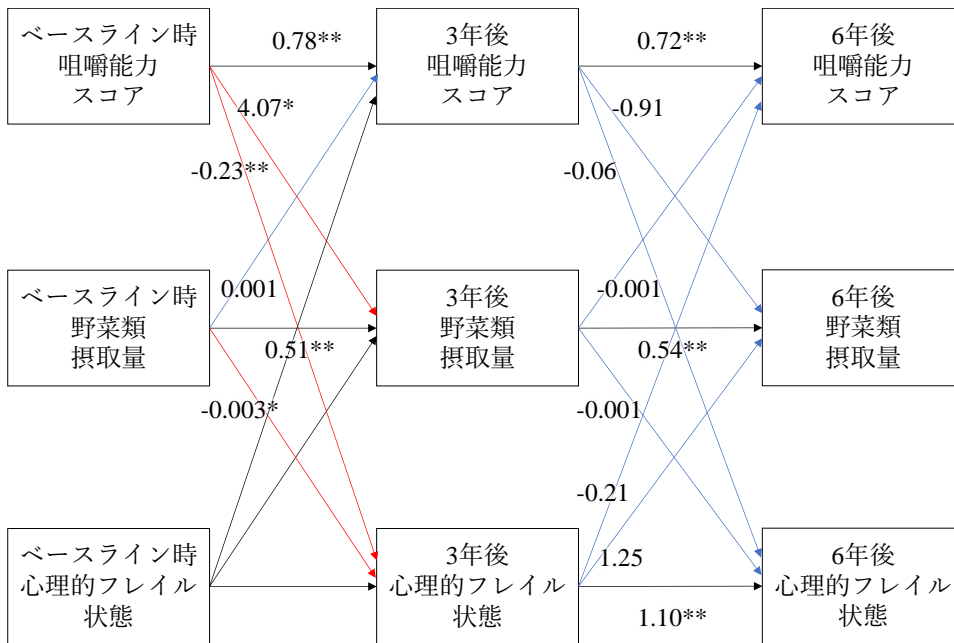 ベースライン時
咀嚼能力
スコア
0.78**
3年後
咀嚼能力
スコア
0.72**
6年後
咀嚼能力
スコア
4.07*
-0.91
-0.23**
-0.06
ベースライン時
野菜類
摂取量
0.001
0.51**
3年後
野菜類
摂取量
-0.001
0.54**
6年後
野菜類
摂取量
-0.003*
-0.001
-0.21
ベースライン時
心理的フレイル
状態
3年後
心理的フレイル
状態
1.25
1.10**
6年後
心理的フレイル
状態